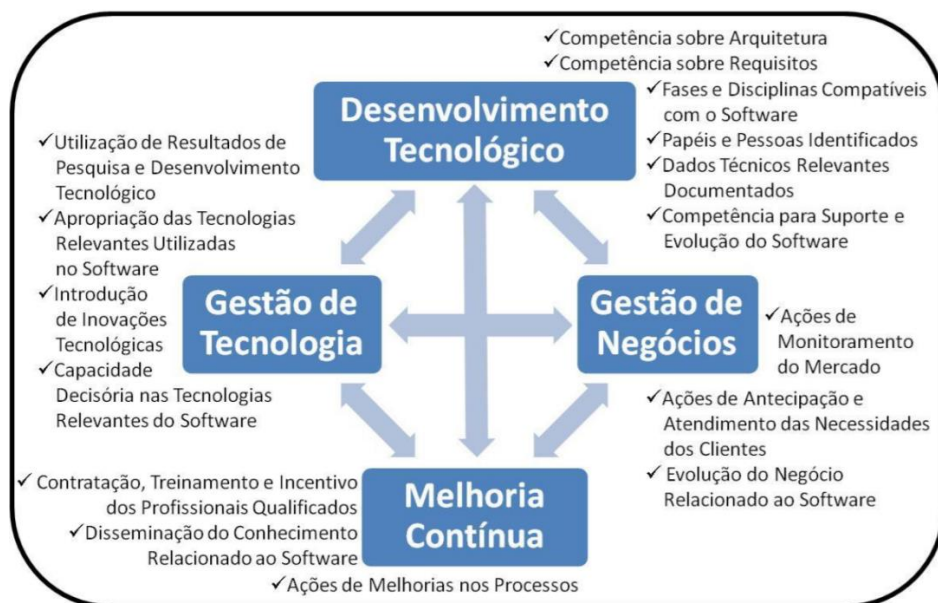 ✓Competência sobre Arquitetura
✓Competência sobre Requisitos
Desenvolvimento
Tecnológico
✓Fases e Disciplinas Compatíveis
com o Software
✓Papéis e Pessoas Identificados
✓Dados Técnicos Relevantes
Documentados
✓Competência para Suporte e
Evolução do Software
✓Utilização de Resultados de
Pesquisa e Desenvolvimento
Tecnológico
✓Apropriação das Tecnologias
Relevantes Utilizadas
no Software
✓Introdução
de Inovações
Tecnológicas
✓Capacidade
Decisória nas Tecnologias
Relevantes do Software
Gestão de
Tecnologia
Gestão de
Negócios
✓Ações de
Monitoramento
do Mercado
✓Ações de Antecipação e
Atendimento das Necessidades
dos Clientes
✓ Evolução do Negócio
Relacionado ao Software
✓ Contratação, Treinamento e Incentivo
dos Profissionais Qualificados
✓Disseminação do Conhecimento
Relacionado ao Software
✓Ações de Melhorias nos Processos
Melhoria
Contínua